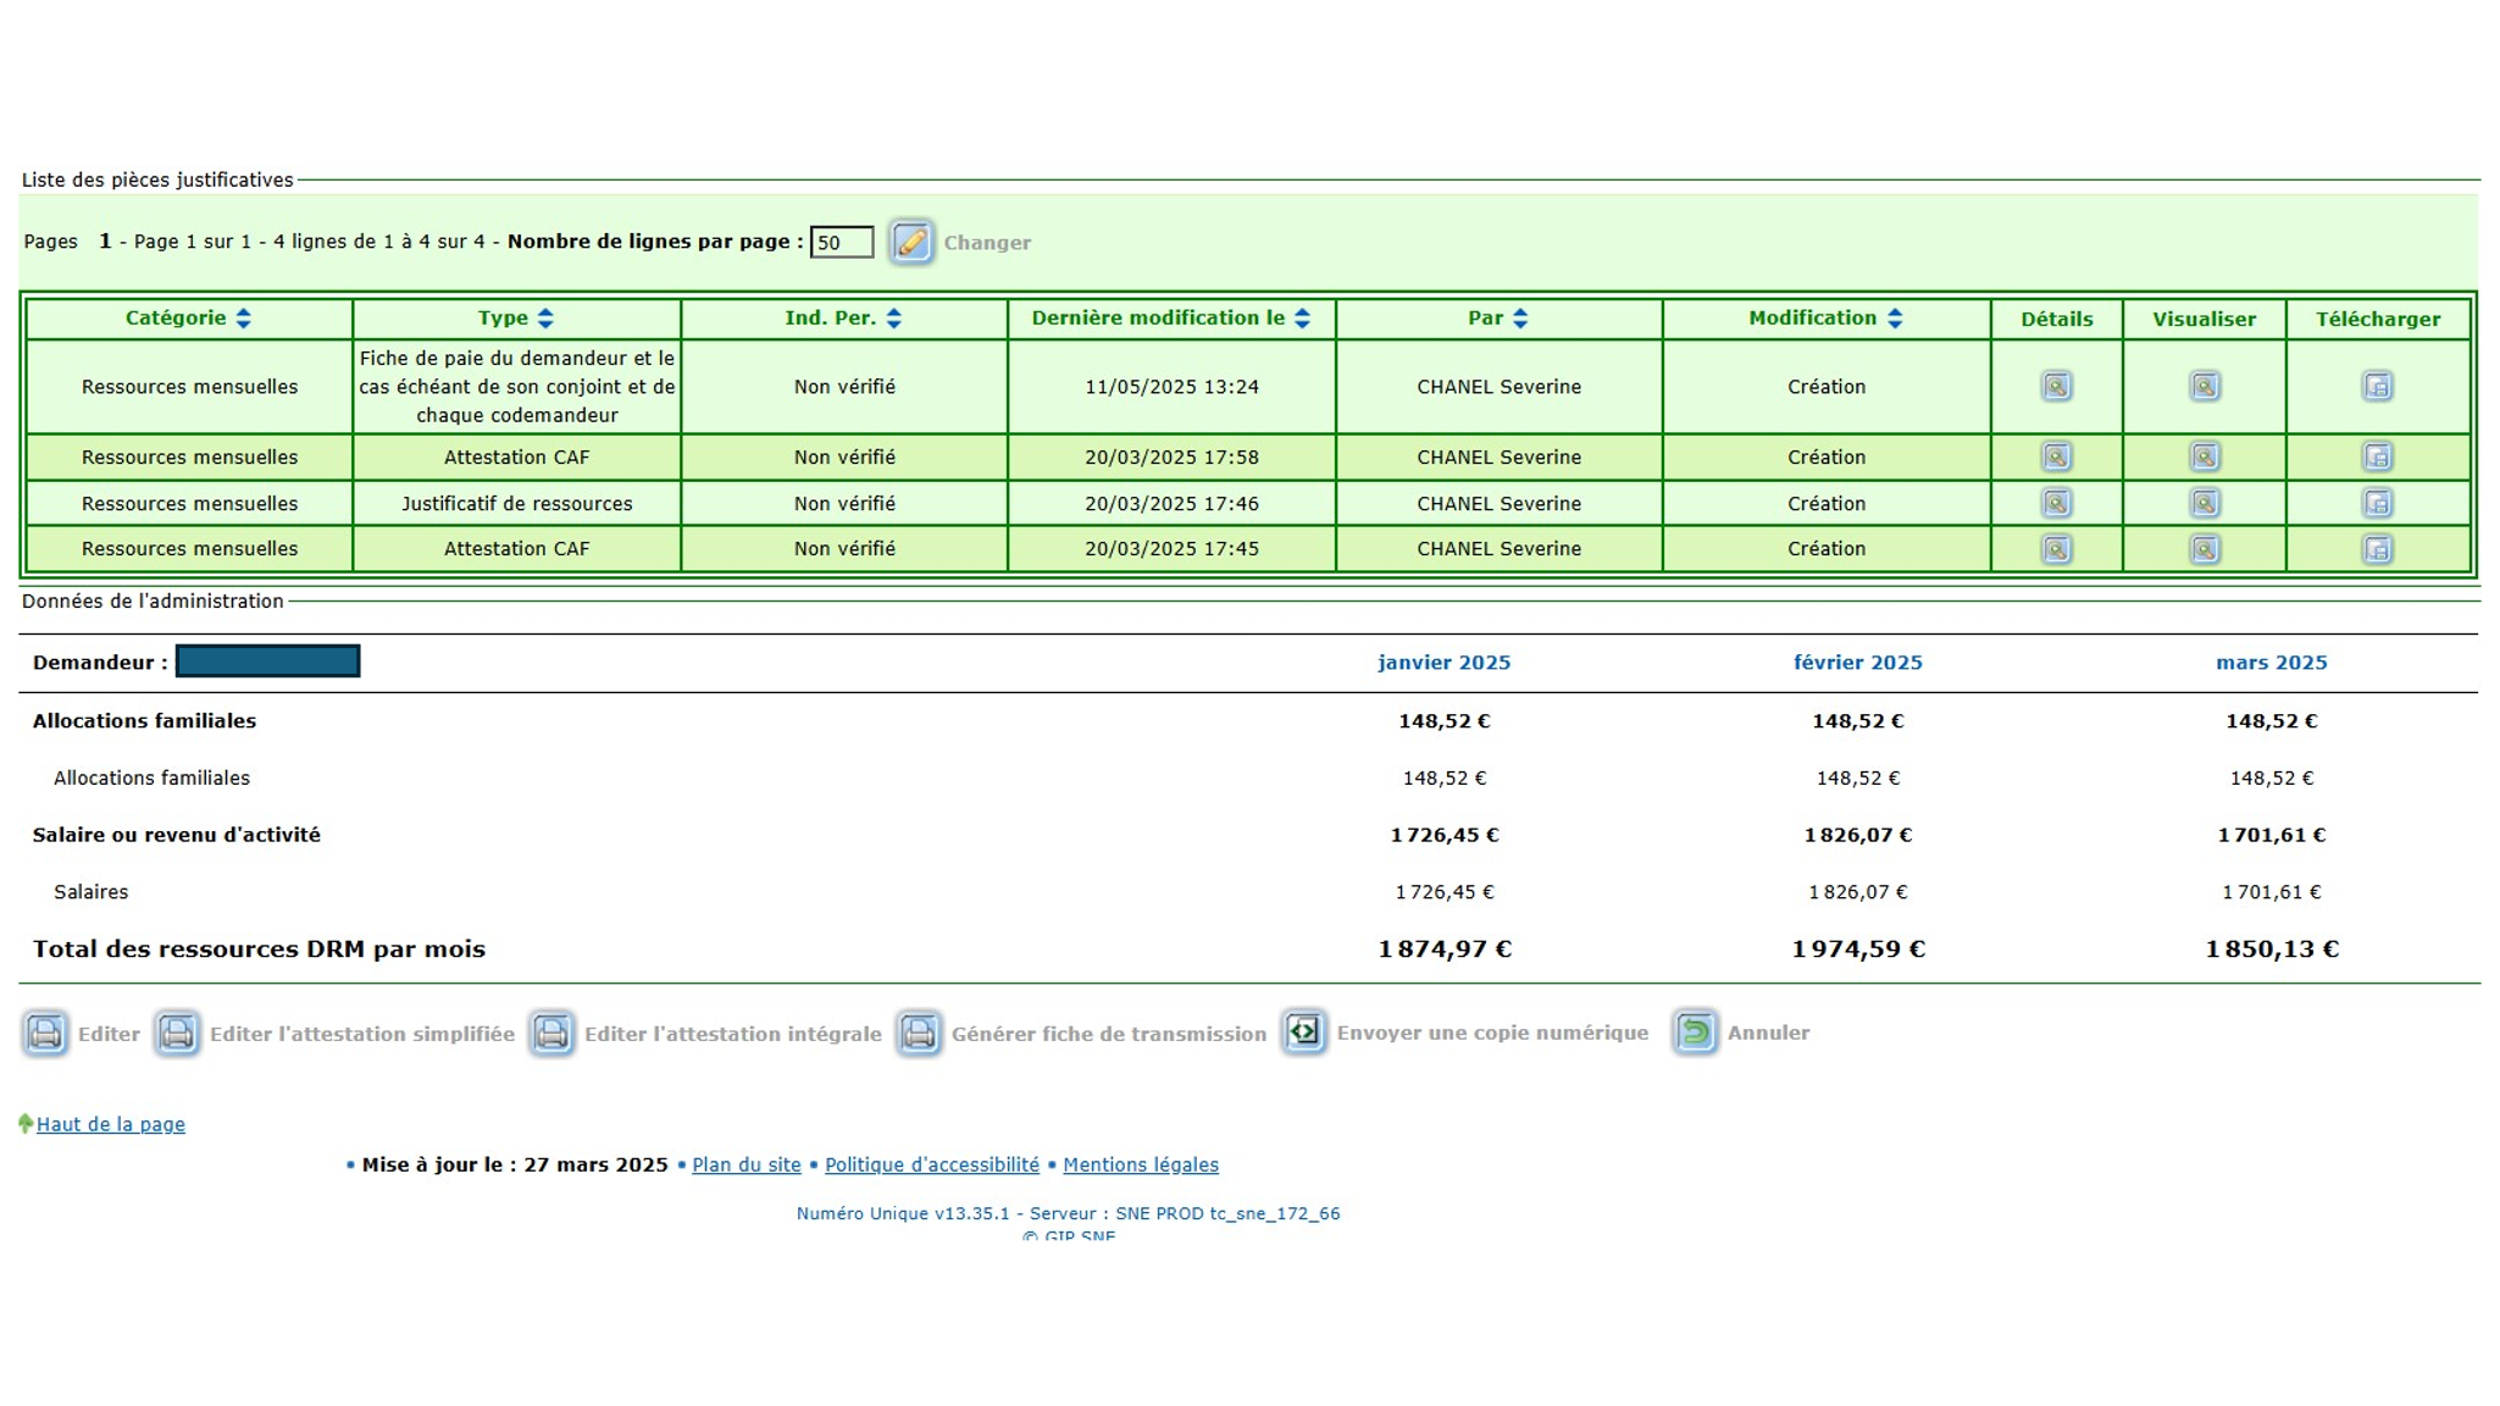 Liste des pièces justificatives
Pages 1 - Page 1 sur 1 - 4 lignes de 1 à 4 sur 4 - Nombre de lignes par page : 50 Changer
Catégorie Type Ind. Per. Dernière modification le Par Modification Détails Visualiser Télécharger
Ressources mensuelles Fiche de paie du demandeur et le cas échéant de son conjoint et de chaque codemandeur Non vérifié 11/05/2025 13:24 CHANEL Severine Création
Ressources mensuelles Attestation CAF Non vérifié 20/03/2025 17:58 CHANEL Severine Création
Ressources mensuelles Justificatif de ressources Non vérifié 20/03/2025 17:46 CHANEL Severine Création
Ressources mensuelles Attestation CAF Non vérifié 20/03/2025 17:45 CHANEL Severine Création
Données de l'administration
Demandeur : janvier 2025 février 2025 mars 2025
Allocations familiales 148,52 € 148,52 € 148,52 €
Allocations familiales 148,52 € 148,52 € 148,52 €
Salaire ou revenu d'activité 1 726,45 € 1 826,07 € 1 701,61 €
Salaires 1 726,45 € 1 826,07 € 1 701,61 €
Total des ressources DRM par mois 1 874,97 € 1 974,59 € 1 850,13 €
Editer Editer l'attestation simplifiée Editer l'attestation intégrale Générer fiche de transmission Envoyer une copie numérique Annuler
Haut de la page
• Mise à jour le : 27 mars 2025 • Plan du site • Politique d'accessibilité • Mentions légales
Numéro Unique v13.35.1 - Serveur : SNE PROD tc_sne_172_66
© GIP SNE